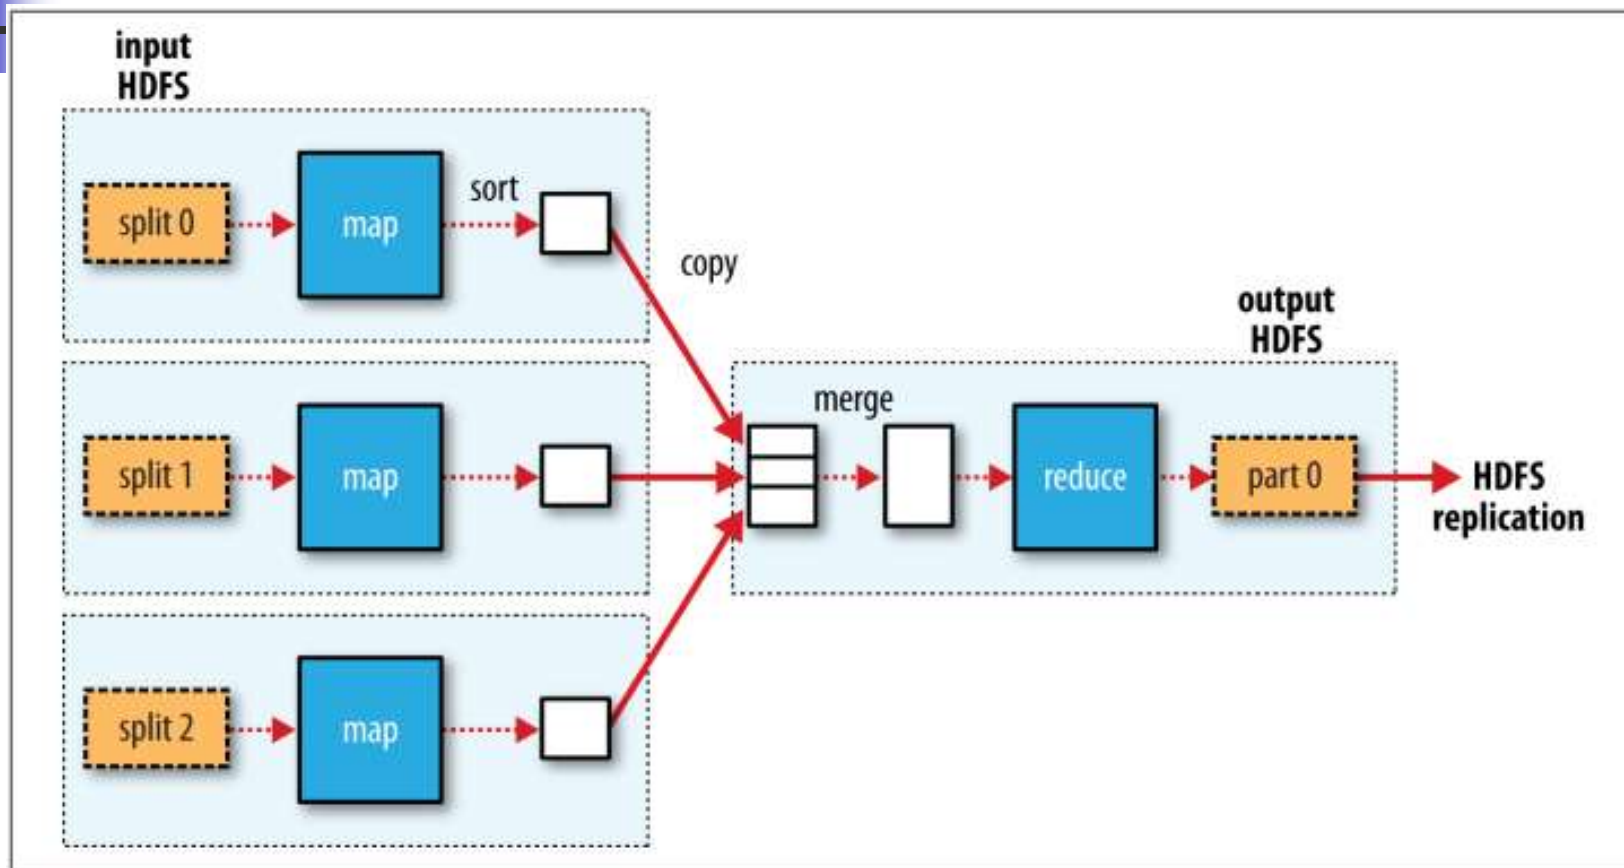 input
HDFS
split 0
map
sort
copy
split 1
map
split 2
map
merge
reduce
output
HDFS
part 0
HDFS
replication